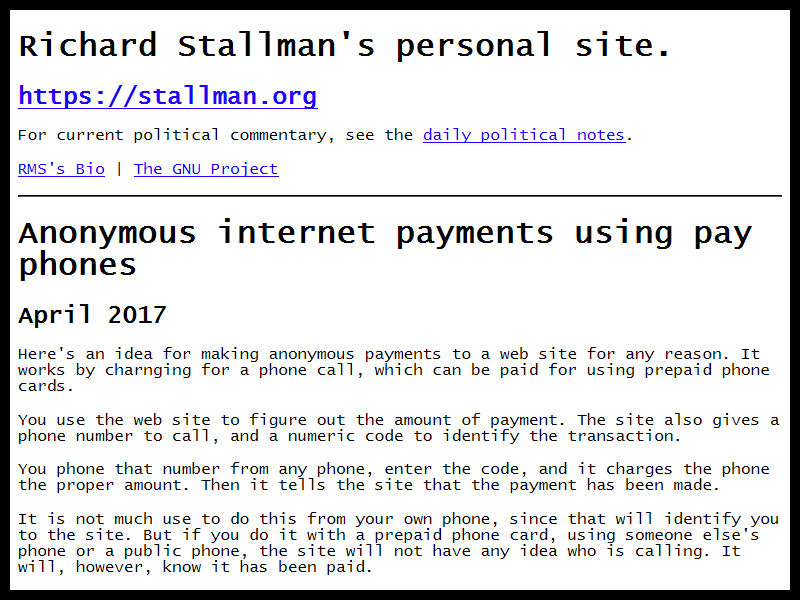 Richard Stallman's personal site.
https://stallman.org
For current political commentary, see the daily political notes.
RMS's Bio | The GNU Project
Anonymous internet payments using pay
phones
April 2017
Here's an idea for making anonymous payments to a web site for any reason. It
works by charnging for a phone call, which can be paid for using prepaid phone
cards.
You use the web site to figure out the amount of payment. The site also gives a
phone number to call, and a numeric code to identify the transaction.
You phone that number from any phone, enter the code, and it charges the phone
the proper amount. Then it tells the site that the payment has been made.
It is not much use to do this from your own phone, since that will identify you
to the site. But if you do it with a prepaid phone card, using someone else's
phone or a public phone, the site will not have any idea who is calling. It
will, however, know it has been paid.